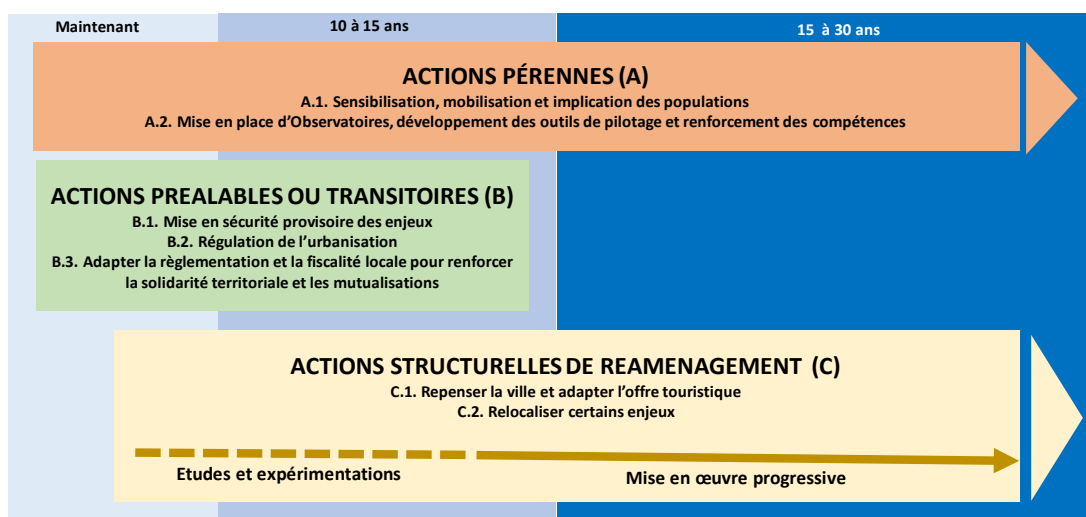 Maintenant
10 à 15 ans
15 à 30 ans
ACTIONS PÉRENNES (A)
A.1. Sensibilisation, mobilisation et implication des populations
A.2. Mise en place d’Observatoires, développement des outils de pilotage et renforcement des compétences
ACTIONS PREALABLES OU TRANSITOIRES (B)
B.1. Mise en sécurité provisoire des enjeux
B.2. Régulation de l’urbanisation
B.3. Adapter la règlementation et la fiscalité locale pour renforcer
la solidarité territoriale et les mutualisations
ACTIONS STRUCTURELLES DE REAMENAGEMENT (C)
C.1. Repenser la ville et adapter l’offre touristique
C.2. Relocaliser certains enjeux
Etudes et expérimentations
Mise en œuvre progressive